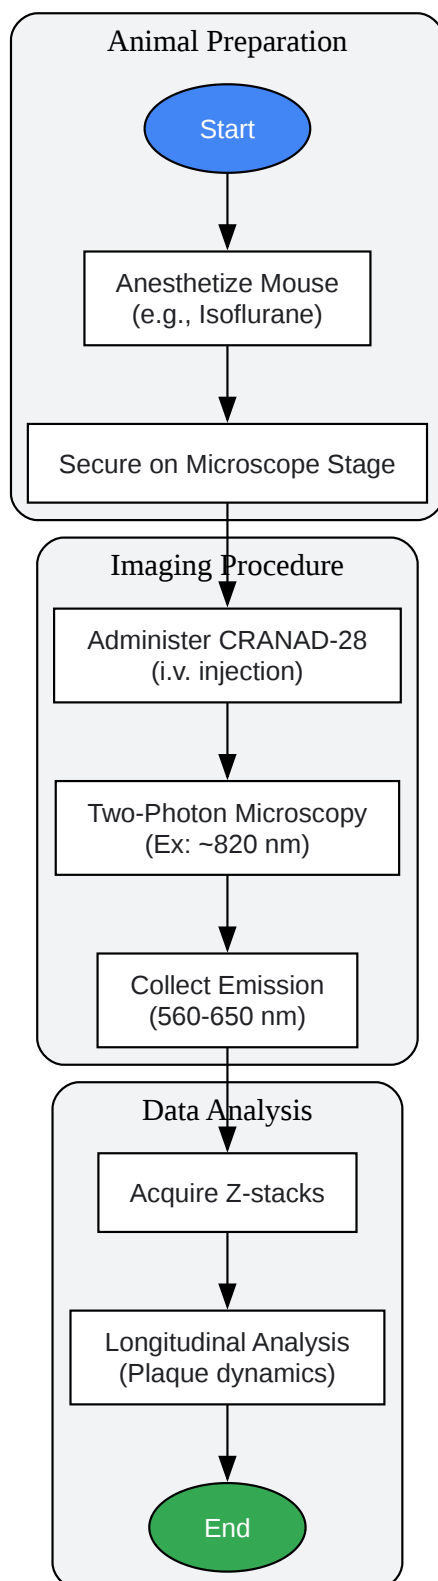 Animal Preparation
Start
Anesthetize Mouse
(e.g., Isoflurane)
Secure on Microscope Stage
Imaging Procedure
Administer CRANAD-28
(i.v. injection)
Two-Photon Microscopy
(Ex: ~820 nm)
Collect Emission
(560-650 nm)
Data Analysis
Acquire Z-stacks
Longitudinal Analysis
(Plaque dynamics)
End